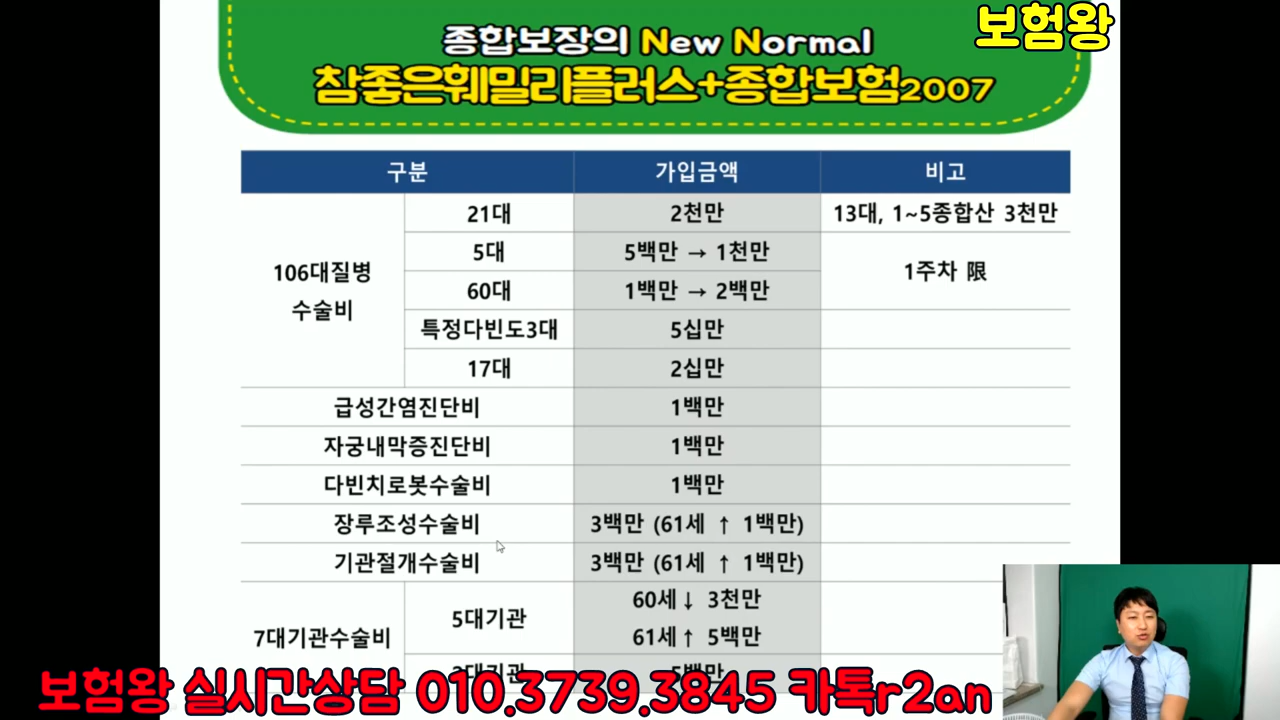 보험왕
종합보장의 New Normal
참좋은훼밀리플러스+종합보험2007
구분 가입금액 비고
106대질병
수술비
21대 2천만 13대, 1~5종합산 3천만
5대 5백만 → 1천만
1주차 限
60대 1백만 → 2백만
특정다빈도3대 5십만
17대 2십만
급성간염진단비 1백만
자궁내막증진단비 1백만
다빈치로봇수술비 1백만
장루조성수술비 3백만 (61세 ↑ 1백만)
기관절개수술비 3백만 (61세 ↑ 1백만)
7대기관수술비
5대기관
60세↓ 3천만
61세↑ 5백만
2대기관 5백만
보험왕 실시간상담 010.3739.3845 카톡r2an